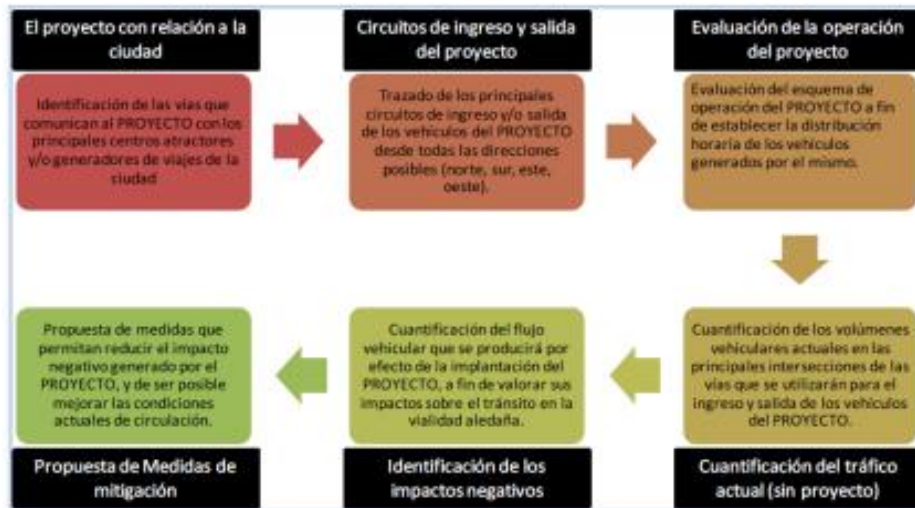 El proyecto con relación a la
ciudad
Identificación de las vías que
comunican al PROYECTO con los
principales centros atractores
y/o generadores de viajes de la
ciudad
Circuitos de ingreso y salida
del proyecto
Trazado de los principales
circuitos de ingreso y/o salida
de los vehículos del PROYECTO
desde todas las direcciones
posibles (norte, sur, este,
oeste).
Evaluación de la operación
del proyecto
Evaluación del esquema de
operación del PROYECTO a fin
de establecer la distribución
horaria de los vehículos
generados por el mismo.
Cuantificación de los volúmenes
vehiculares actuales en las
principales intersecciones de las
vías que se utilizarán para el
ingreso y salida de los vehículos
del PROYECTO.
Cuantificación del tráfico
actual (sin proyecto)
Cuantificación del flujo
vehicular que se producirá por
efecto de la implantación del
PROYECTO, a fin de valorar sus
impactos sobre el tránsito en la
vialidad aledaña.
Identificación de los
impactos negativos
Propuesta de medidas que
permitan reducir el impacto
negativo generado por el
PROYECTO, y de ser posible
mejorar las condiciones
actuales de circulación.
Propuesta de Medidas de
mitigación